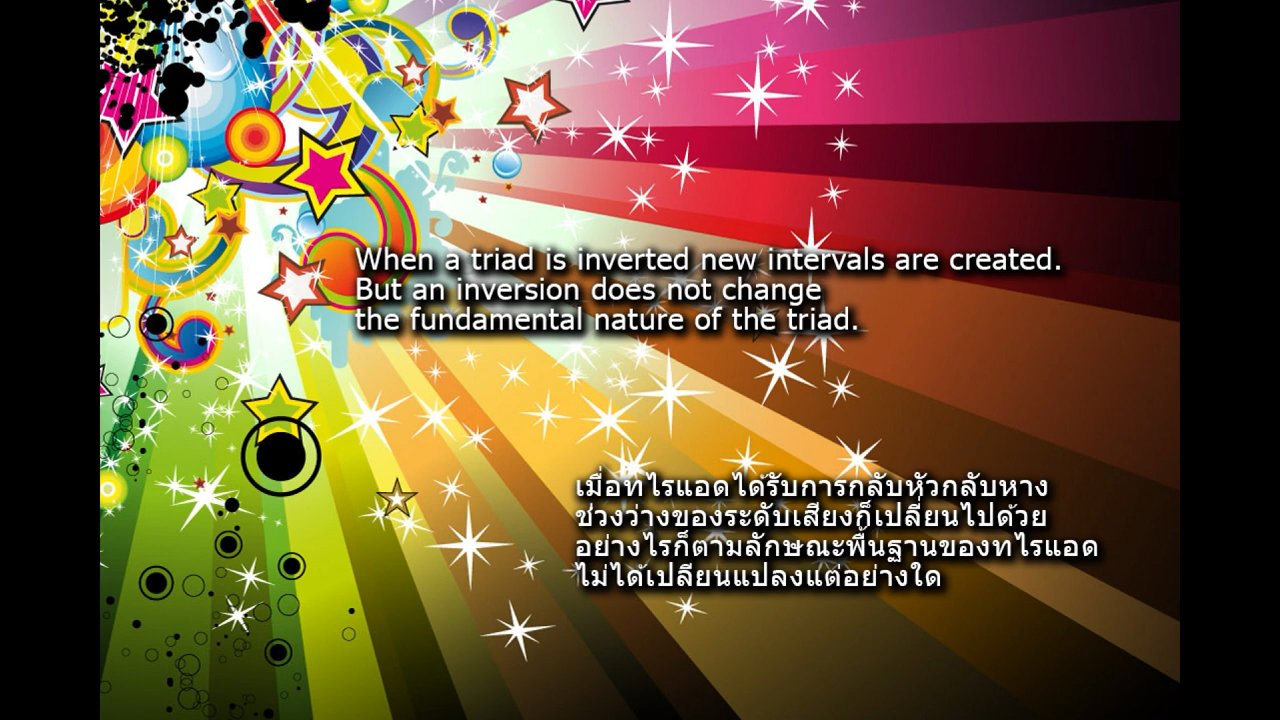 When a triad is inverted new intervals are created.
But an inversion does not change
the fundamental nature of the triad.
เมื่อทไรแอดได้รับการกลับหัวกลับหาง
ช่วงว่างของระดับเสียงก็เปลี่ยนไปด้วย
อย่างไรก็ตามลักษณะพื้นฐานของทไรแอด
ไม่ได้เปลี่ยนแปลงแต่อย่างใด